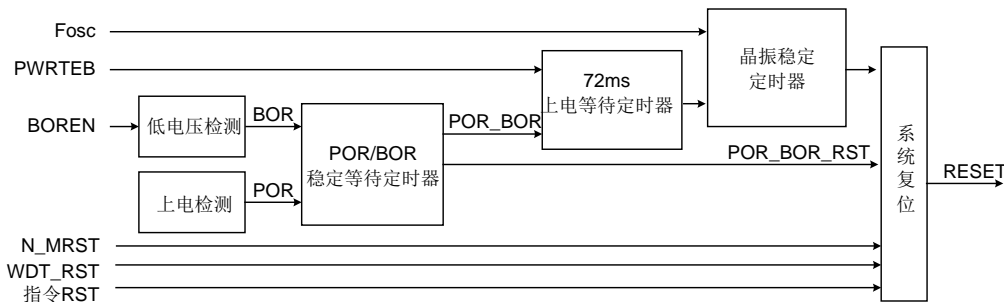 Fosc
PWRTEB
BOREN
低电压检测
BOR
上电检测
POR
POR/BOR
稳定等待定时器
POR_BOR
72ms
上电等待定时器
晶振稳定
定时器
POR_BOR_RST
系统复位
RESET
N_MRST
WDT_RST
指令RST